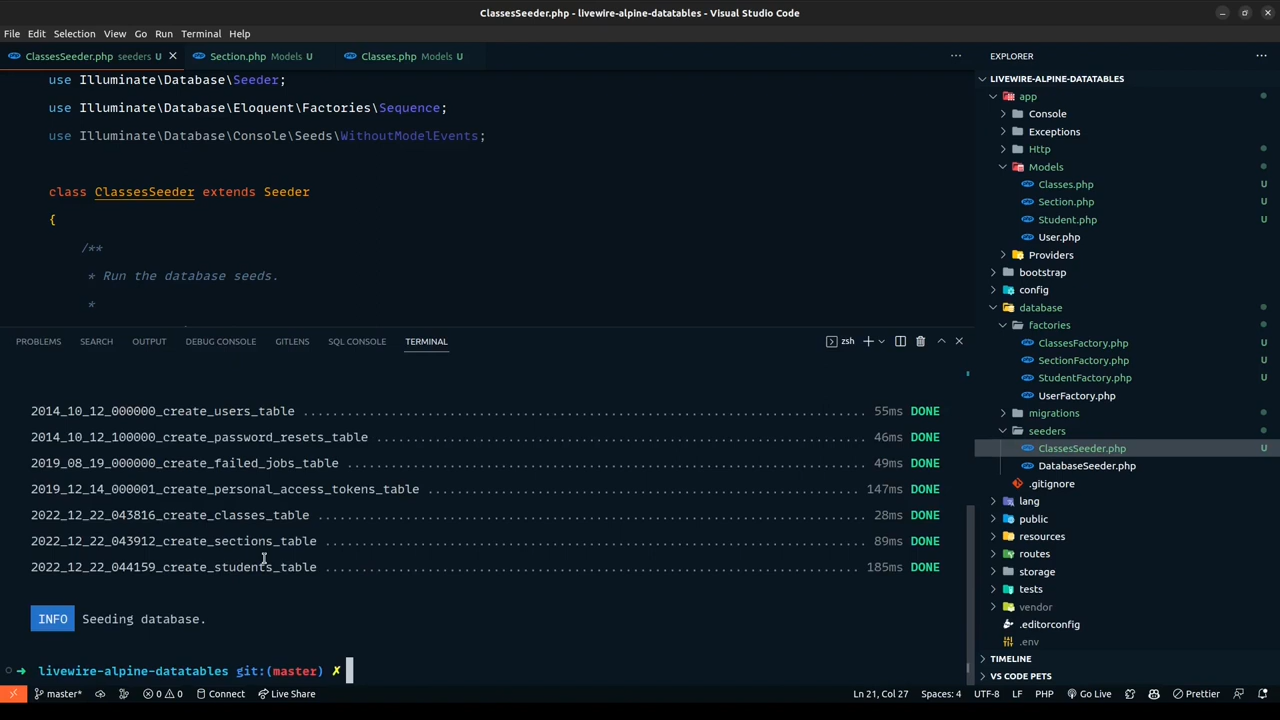 ClassesSeeder.php - livewire-alpine-datatables - Visual Studio Code
File Edit Selection View Go Run Terminal Help
ClassesSeeder.php seeders U
Section.php Models U
Classes.php Models U
use Illuminate\Database\Seeder;
use Illuminate\Database\Eloquent\Factories\Sequence;
use Illuminate\Database\Console\Seeds\WithoutModelEvents;
class ClassesSeeder extends Seeder
{
/**
* Run the database seeds.
*
PROBLEMS SEARCH OUTPUT DEBUG CONSOLE GITLENS SQL CONSOLE TERMINAL
zsh
2014_10_12_000000_create_users_table ........................................................................ 55ms DONE
2014_10_12_100000_create_password_resets_table ............................................................... 46ms DONE
2019_08_19_000000_create_failed_jobs_table ................................................................... 49ms DONE
2019_12_14_000001_create_personal_access_tokens_table ....................................................... 147ms DONE
2022_12_22_043816_create_classes_table ....................................................................... 28ms DONE
2022_12_22_043912_create_sections_table ...................................................................... 89ms DONE
2022_12_22_044159_create_students_table ..................................................................... 185ms DONE
INFO Seeding database.
➜ livewire-alpine-datatables git:(master) ✗
EXPLORER
LIVEWIRE-ALPINE-DATATABLES
app
Console
Exceptions
Http
Models
Classes.php U
Section.php U
Student.php U
User.php
Providers
bootstrap
config
database
factories
ClassesFactory.php U
SectionFactory.php U
StudentFactory.php U
UserFactory.php
migrations
seeders
ClassesSeeder.php U
DatabaseSeeder.php
.gitignore
lang
public
resources
routes
storage
tests
vendor
.editorconfig
.env
TIMELINE
VS CODE PETS
master* 0 0 Connect Live Share Ln 21, Col 27 Spaces: 4 UTF-8 LF PHP Go Live Prettier